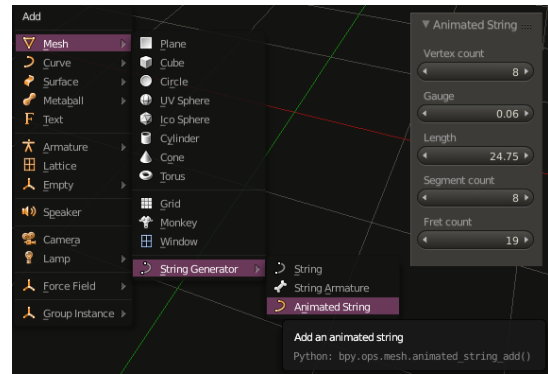 Add
Mesh
Curve
Surface
Metaball
Text
Armature
Lattice
Empty
Speaker
Camera
Lamp
Force Field
Group Instance
Plane
Cube
Circle
UV Sphere
Ico Sphere
Cylinder
Cone
Torus
Grid
Monkey
Window
String Generator
String
String Armature
Animated String
Add an animated string
Python: bpy.ops.mesh.animated_string_add()
Animated String
Vertex count
8
Gauge
0.06
Length
24.75
Segment count
8
Fret count
19